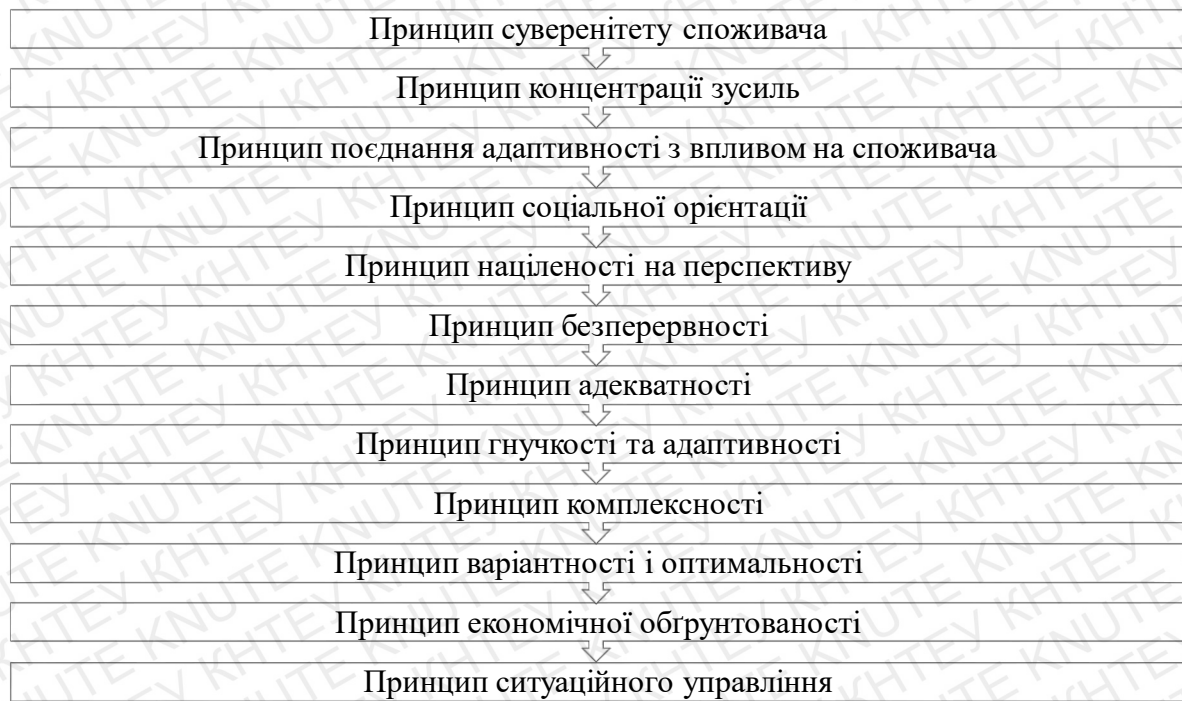 Принцип суверенітету споживача
Принцип концентрації зусиль
Принцип поєднання адаптивності з впливом на споживача
Принцип соціальної орієнтації
Принцип націленості на перспективу
Принцип безперервності
Принцип адекватності
Принцип гнучкості та адаптивності
Принцип комплексності
Принцип варіантності і оптимальності
Принцип економічної обґрунтованості
Принцип ситуаційного управління